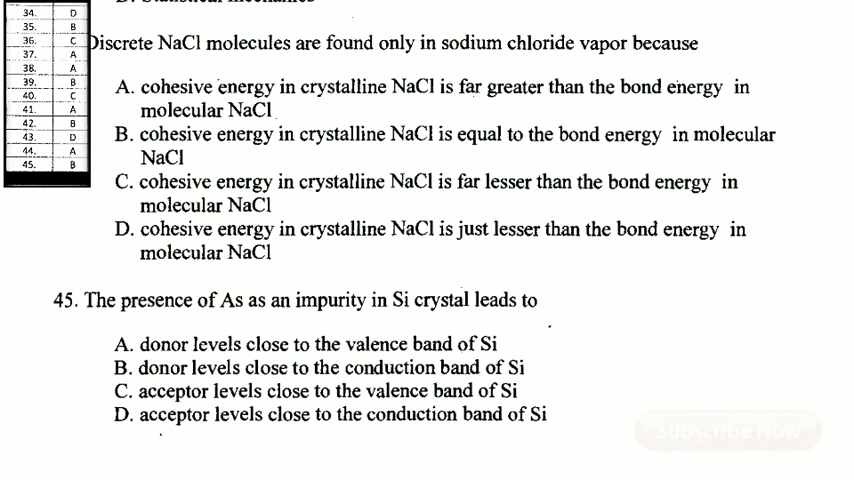 34. D
35. B
36. C
37. A
38. A
39. B
40. C
41. A
42. B
43. D
44. A
45. B
Discrete NaCl molecules are found only in sodium chloride vapor because
A. cohesive energy in crystalline NaCl is far greater than the bond energy in
molecular NaCl
B. cohesive energy in crystalline NaCl is equal to the bond energy in molecular
NaCl
C. cohesive energy in crystalline NaCl is far lesser than the bond energy in
molecular NaCl
D. cohesive energy in crystalline NaCl is just lesser than the bond energy in
molecular NaCl
45. The presence of As as an impurity in Si crystal leads to
A. donor levels close to the valence band of Si
B. donor levels close to the conduction band of Si
C. acceptor levels close to the valence band of Si
D. acceptor levels close to the conduction band of Si
Subscribe Now